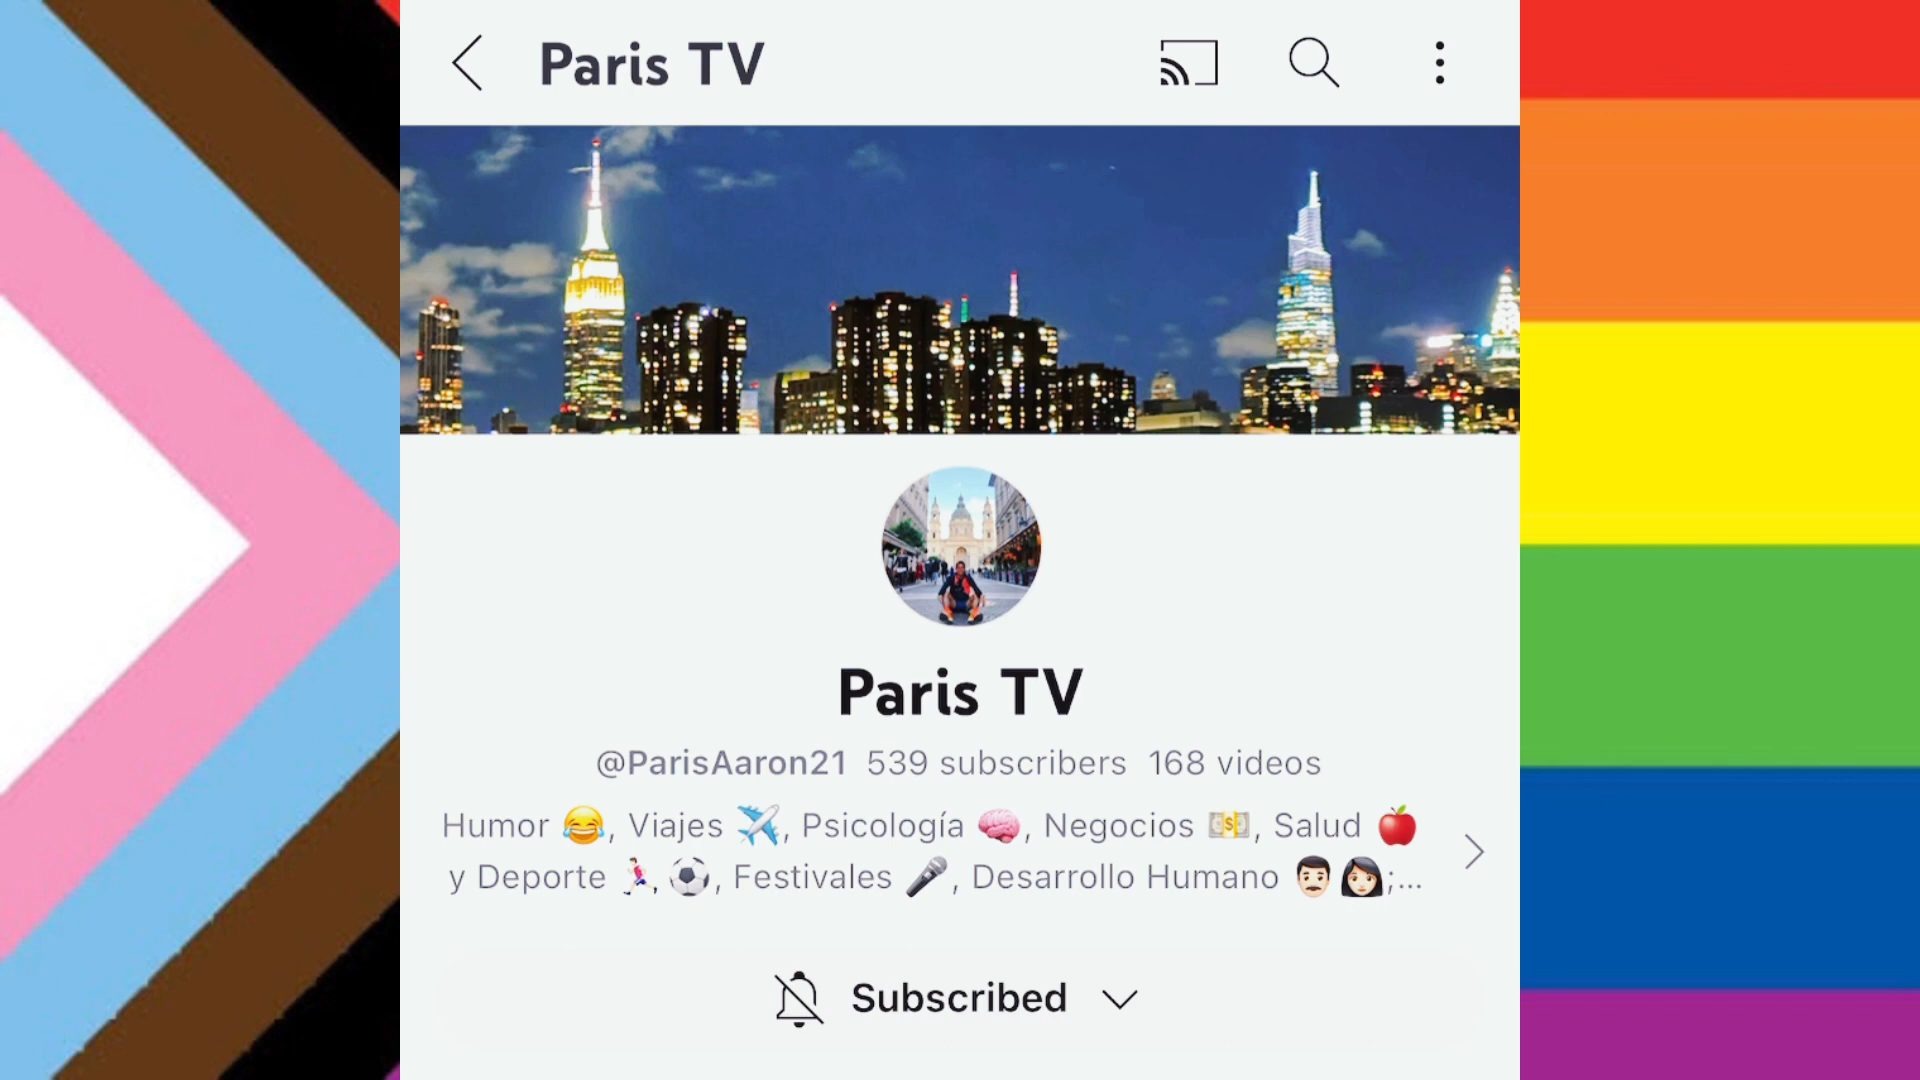 Paris TV
Paris TV
@ParisAaron21 539 subscribers 168 videos
Humor 😂, Viajes ✈️, Psicología 🧠, Negocios 💵, Salud 🍎
y Deporte 🏃🏻‍♂️, ⚽, Festivales 🎤, Desarrollo Humano 👨🏻👩🏻;...
Subscribed